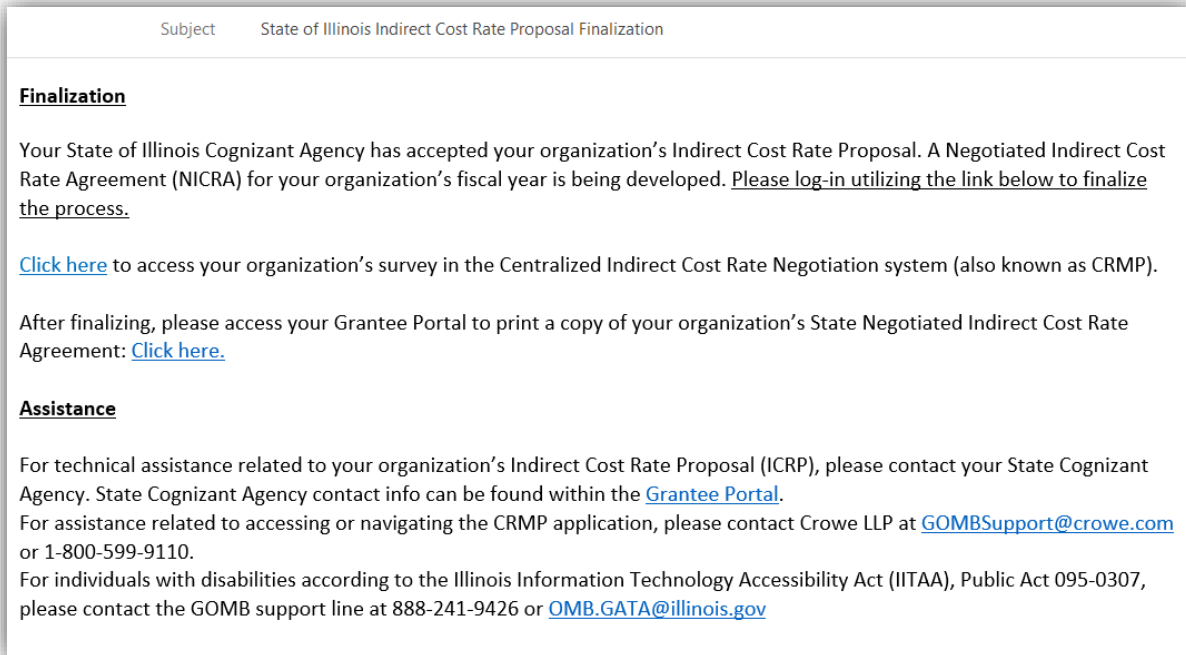 Subject State of Illinois Indirect Cost Rate Proposal Finalization
Finalization
Your State of Illinois Cognizant Agency has accepted your organization’s Indirect Cost Rate Proposal. A Negotiated Indirect Cost
Rate Agreement (NICRA) for your organization’s fiscal year is being developed. Please log-in utilizing the link below to finalize
the process.
Click here to access your organization’s survey in the Centralized Indirect Cost Rate Negotiation system (also known as CRMP).
After finalizing, please access your Grantee Portal to print a copy of your organization’s State Negotiated Indirect Cost Rate
Agreement: Click here.
Assistance
For technical assistance related to your organization’s Indirect Cost Rate Proposal (ICRP), please contact your State Cognizant
Agency. State Cognizant Agency contact info can be found within the Grantee Portal.
For assistance related to accessing or navigating the CRMP application, please contact Crowe LLP at GOMBSupport@crowe.com
or 1-800-599-9110.
For individuals with disabilities according to the Illinois Information Technology Accessibility Act (IITAA), Public Act 095-0307,
please contact the GOMB support line at 888-241-9426 or OMB.GATA@illinois.gov